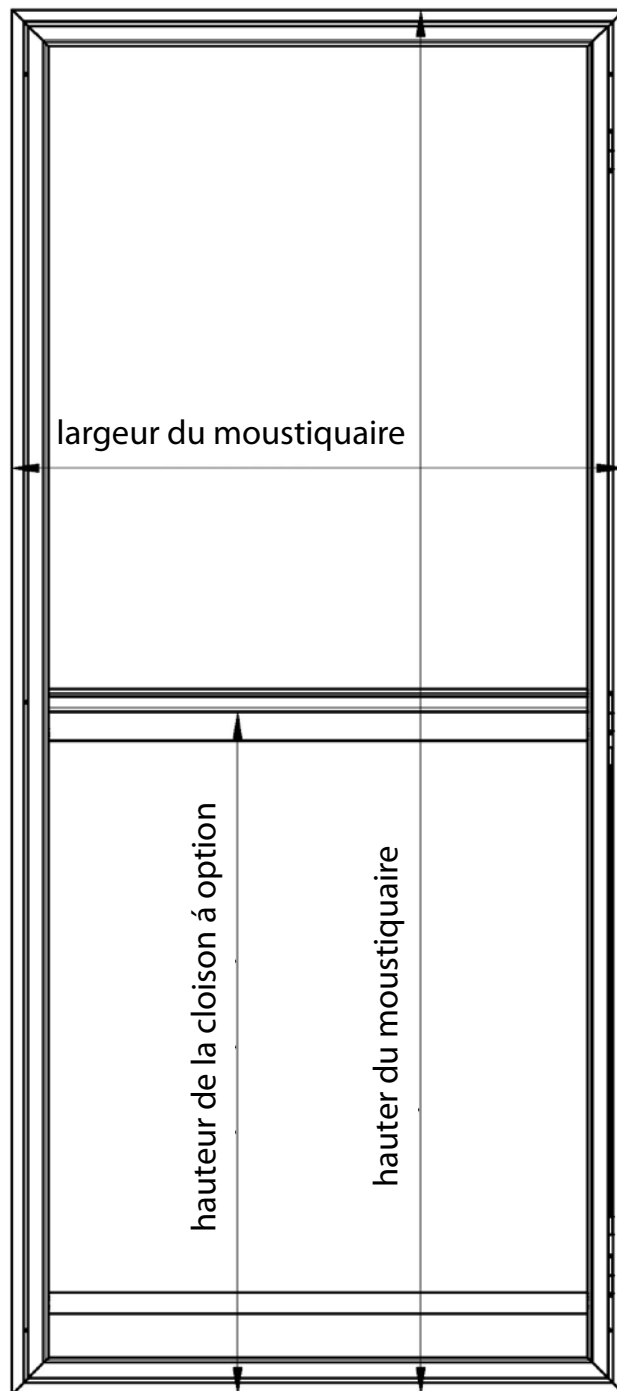 largeur du moustiquaire
hauteur de la cloison á option
hauter du moustiquaire